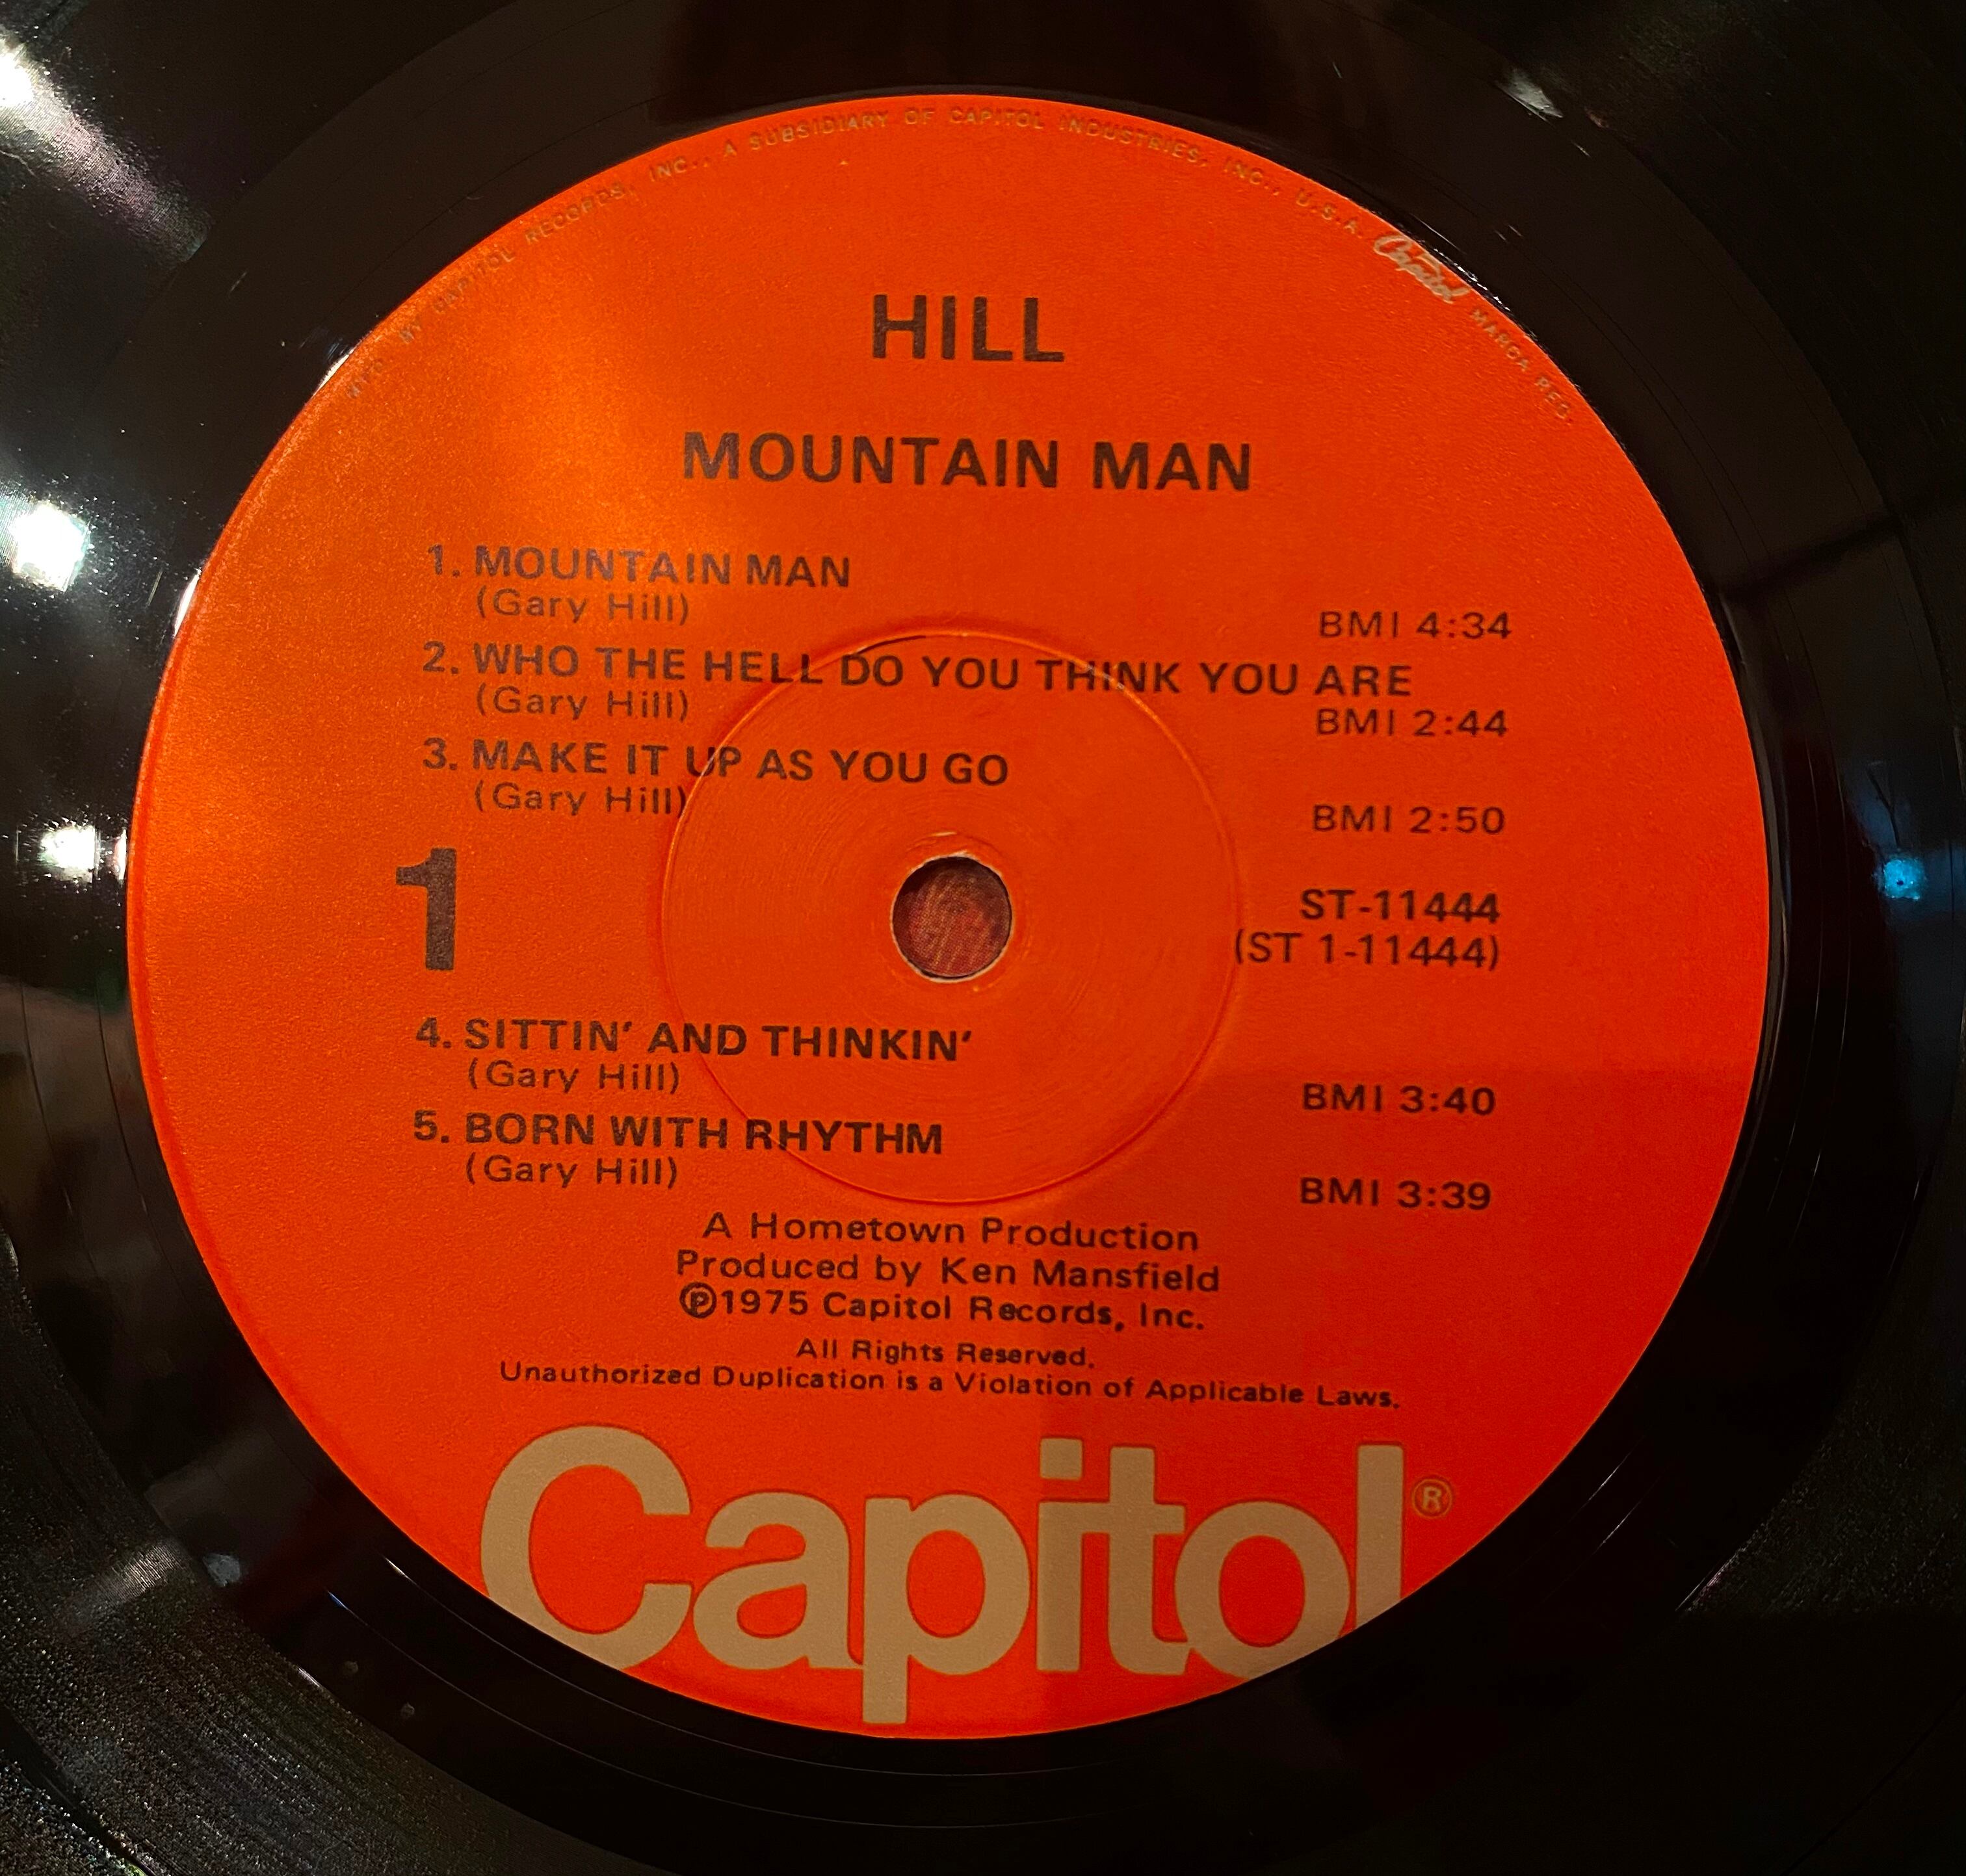 MFD. BY CAPITOL RECORDS, INC., A SUBSIDIARY OF CAPITOL INDUSTRIES, INC., U.S.A. Capitol MARCA REG.
HILL
MOUNTAIN MAN
1. MOUNTAIN MAN
(Gary Hill)
BMI 4:34
2. WHO THE HELL DO YOU THINK YOU ARE
(Gary Hill)
BMI 2:44
3. MAKE IT UP AS YOU GO
(Gary Hill)
BMI 2:50
1
ST-11444
(ST 1-11444)
4. SITTIN' AND THINKIN'
(Gary Hill)
BMI 3:40
5. BORN WITH RHYTHM
(Gary Hill)
BMI 3:39
A Hometown Production
Produced by Ken Mansfield
℗1975 Capitol Records, Inc.
All Rights Reserved.
Unauthorized Duplication is a Violation of Applicable Laws.
Capitol®